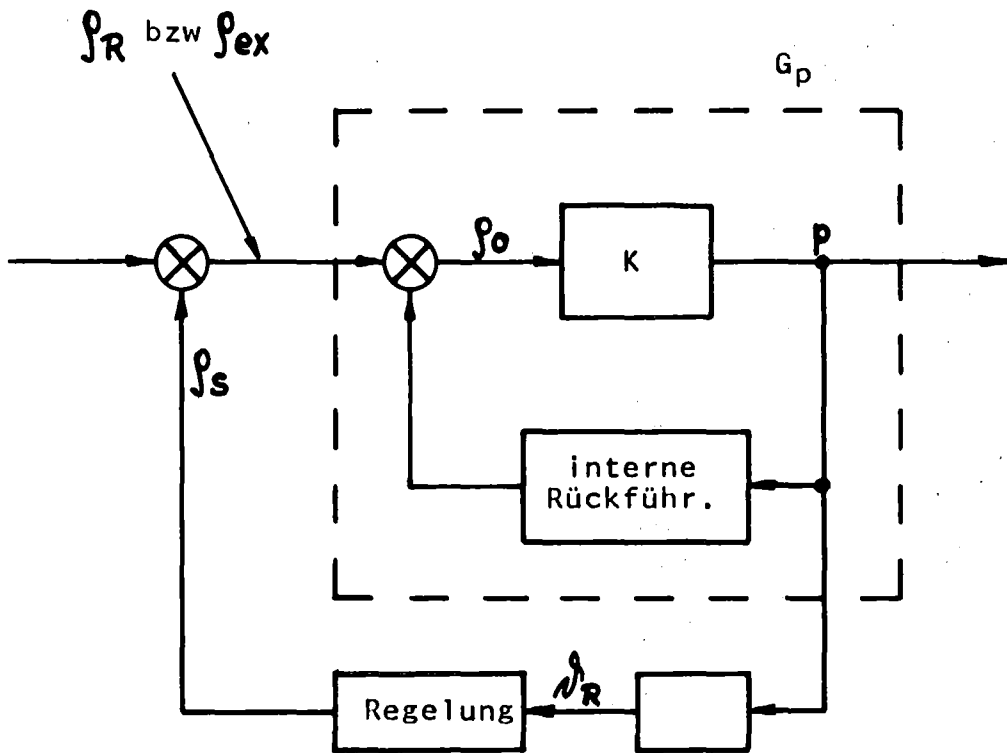 ρR bzw ρex
Gp
ρo
K
p
ρs
interne
Rückführ.
Regelung
ϑR